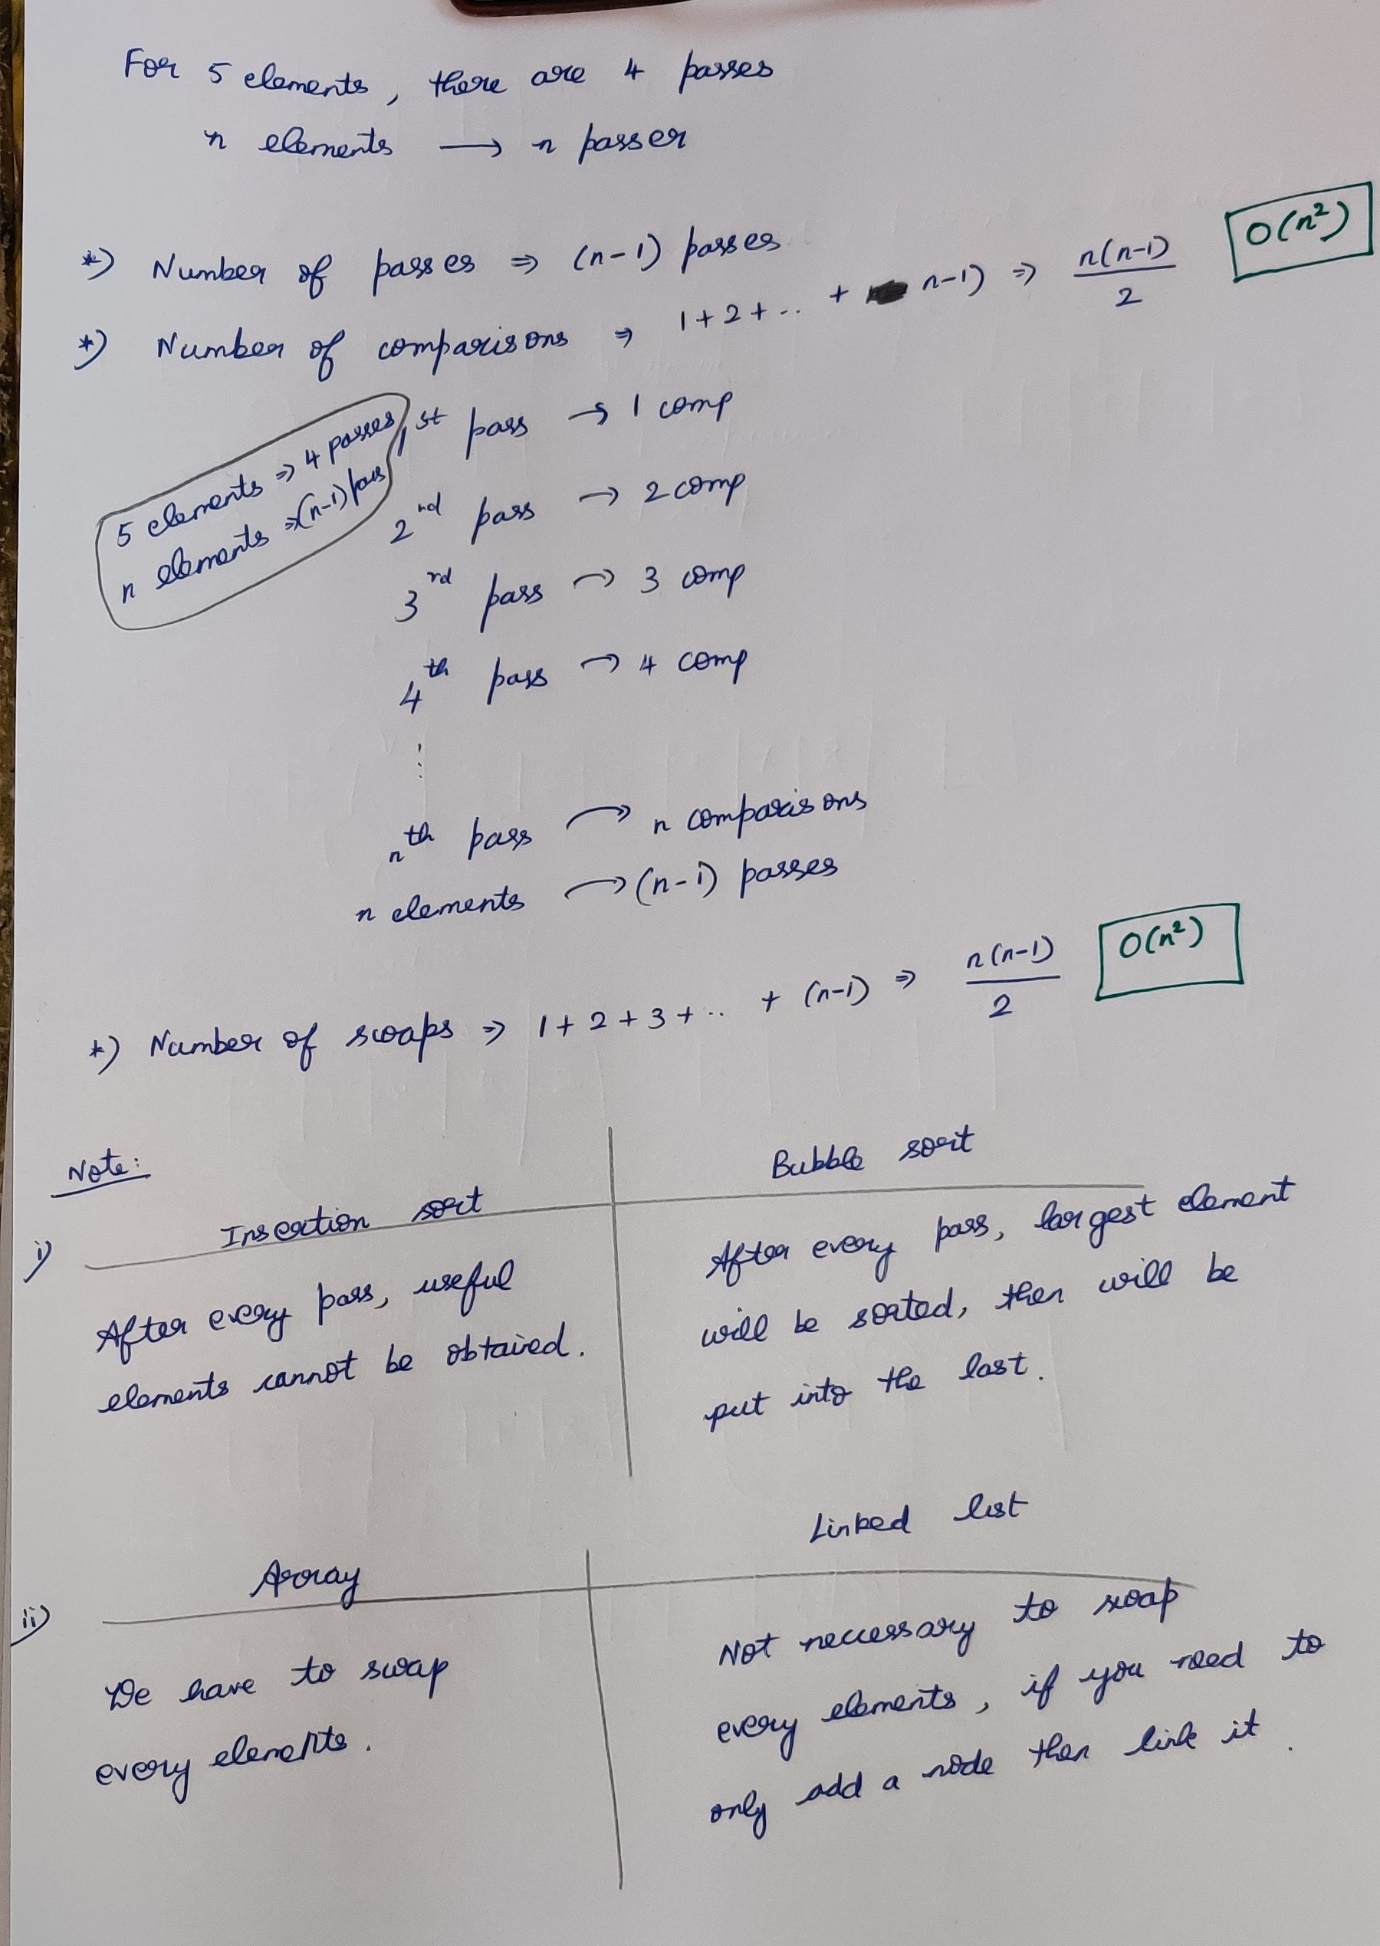 For 5 elements, there are 4 passes
n elements → n passes
*) Number of passes ⇒ (n-1) passes
*) Number of comparisons ⇒ 1+2+.. + n-1) ⇒ n(n-1)/2 O(n²)
5 elements ⇒ 4 passes
n elements ⇒ (n-1) pass
1st pass → 1 comp
2nd pass → 2 comp
3rd pass → 3 comp
4th pass → 4 comp
⋮
nth pass → n comparisons
n elements → (n-1) passes
*) Number of swaps ⇒ 1+2+3+.. + (n-1) ⇒ n(n-1)/2 O(n²)
Note:
i) Insertion sort
After every pass, useful
elements cannot be obtained.
Bubble sort
After every pass, largest element
will be sorted, then will be
put into the last.
ii) Array
We have to swap
every elements.
Linked list
Not neccessary to swap
every elements, if you need to
only add a node then link it.